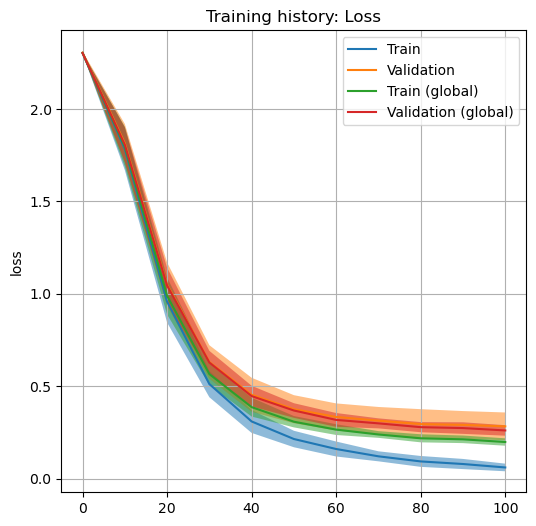 Training history: Loss
Train
Validation
Train (global)
Validation (global)
loss
2.0
1.5
1.0
0.5
0.0
0 20 40 60 80 100